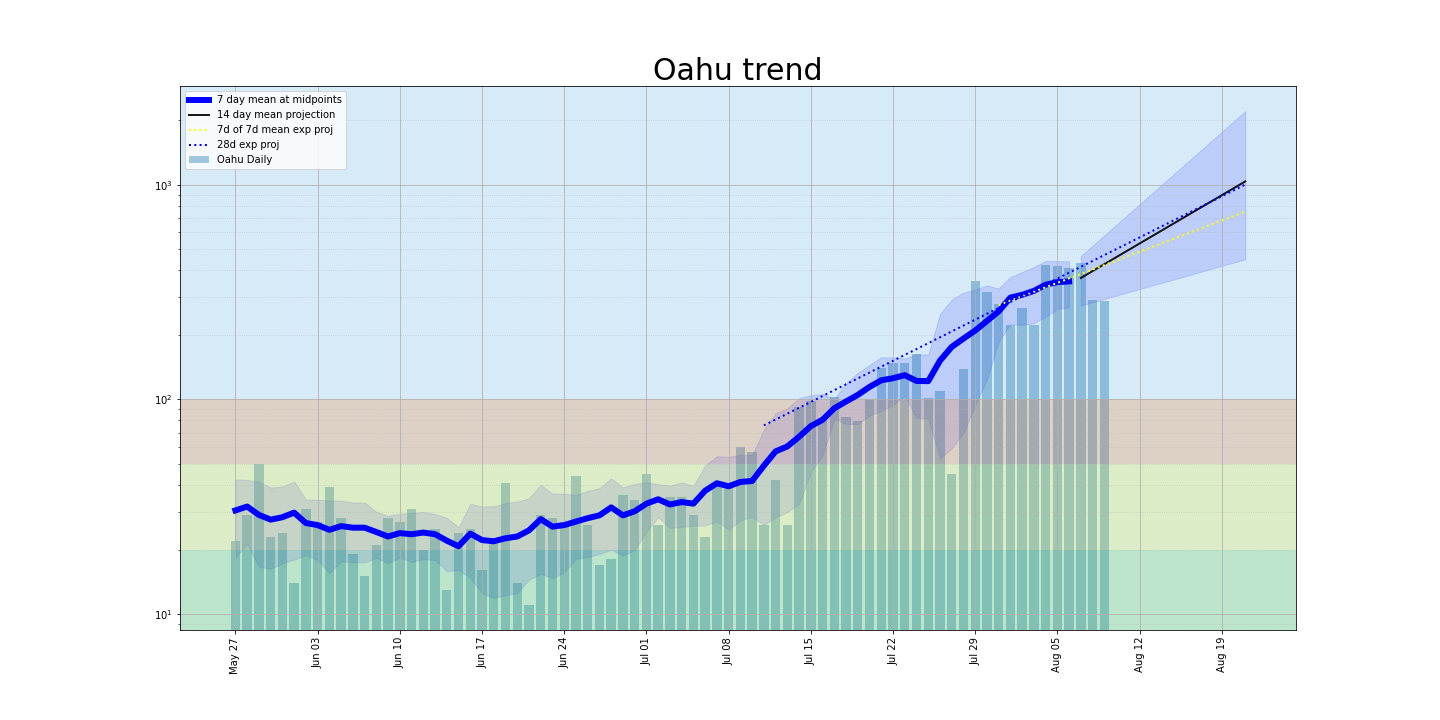 Oahu trend
7 day mean at midpoints
14 day mean projection
7d of 7d mean exp proj
28d exp proj
Oahu Daily
10³
10²
10¹
May 27
Jun 03
Jun 10
Jun 17
Jun 24
Jul 01
Jul 08
Jul 15
Jul 22
Jul 29
Aug 05
Aug 12
Aug 19